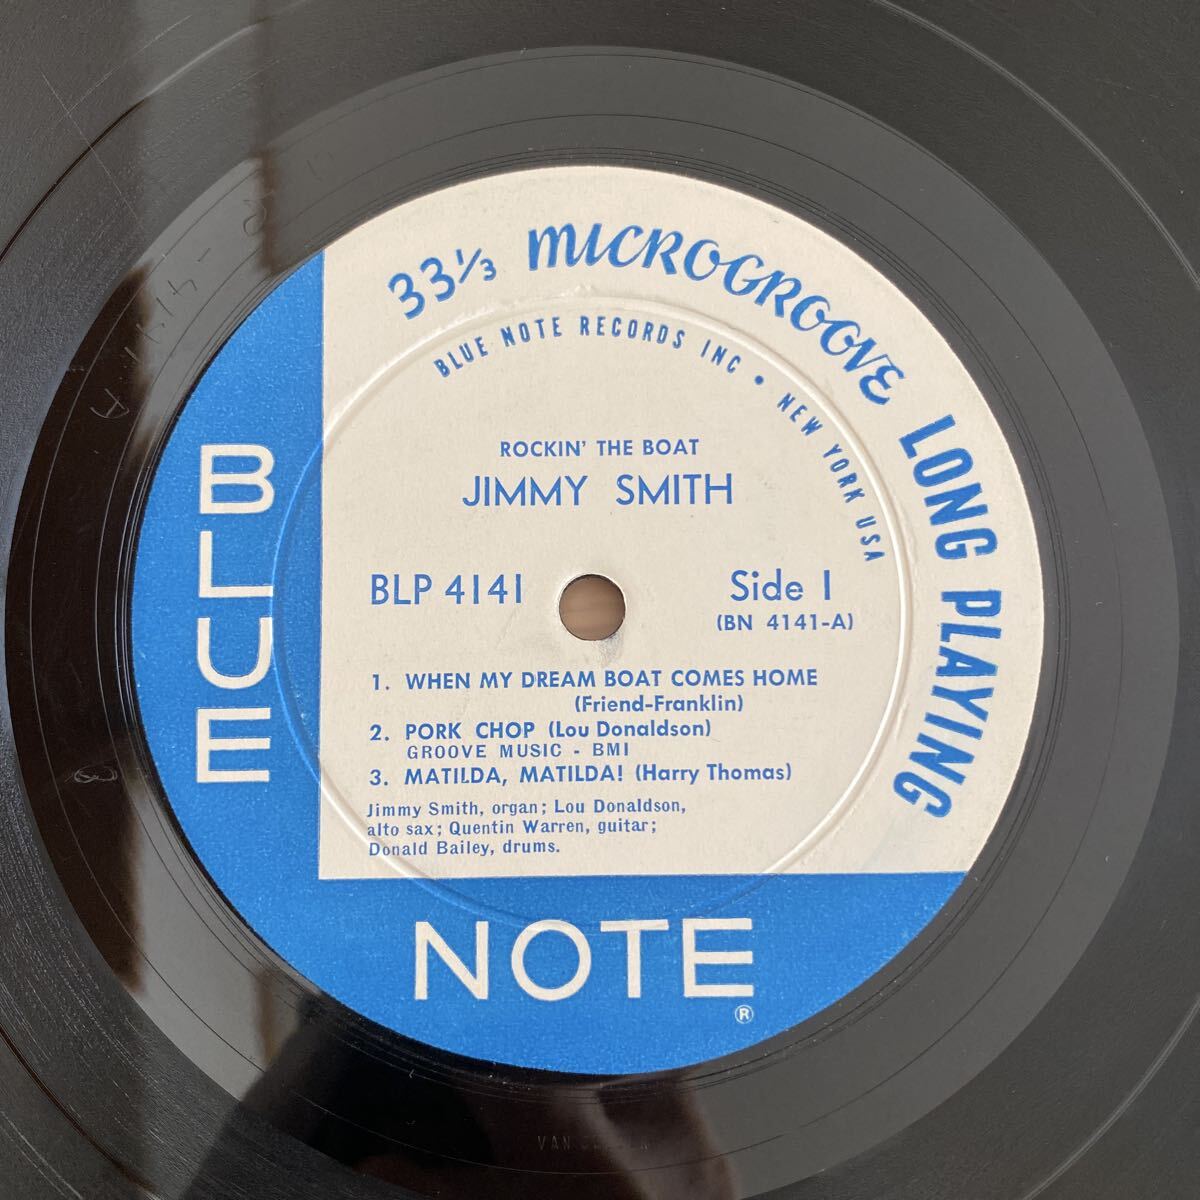 33 1/3 MICROGROOVE LONG PLAYING
BLUE NOTE RECORDS INC • NEW YORK USA
ROCKIN' THE BOAT
JIMMY SMITH
BLP 4141
Side 1
(BN 4141-A)
1. WHEN MY DREAM BOAT COMES HOME
(Friend-Franklin)
2. PORK CHOP (Lou Donaldson)
GROOVE MUSIC - BMI
3. MATILDA, MATILDA! (Harry Thomas)
Jimmy Smith, organ; Lou Donaldson,
alto sax; Quentin Warren, guitar;
Donald Bailey, drums.
BLUE
NOTE
®